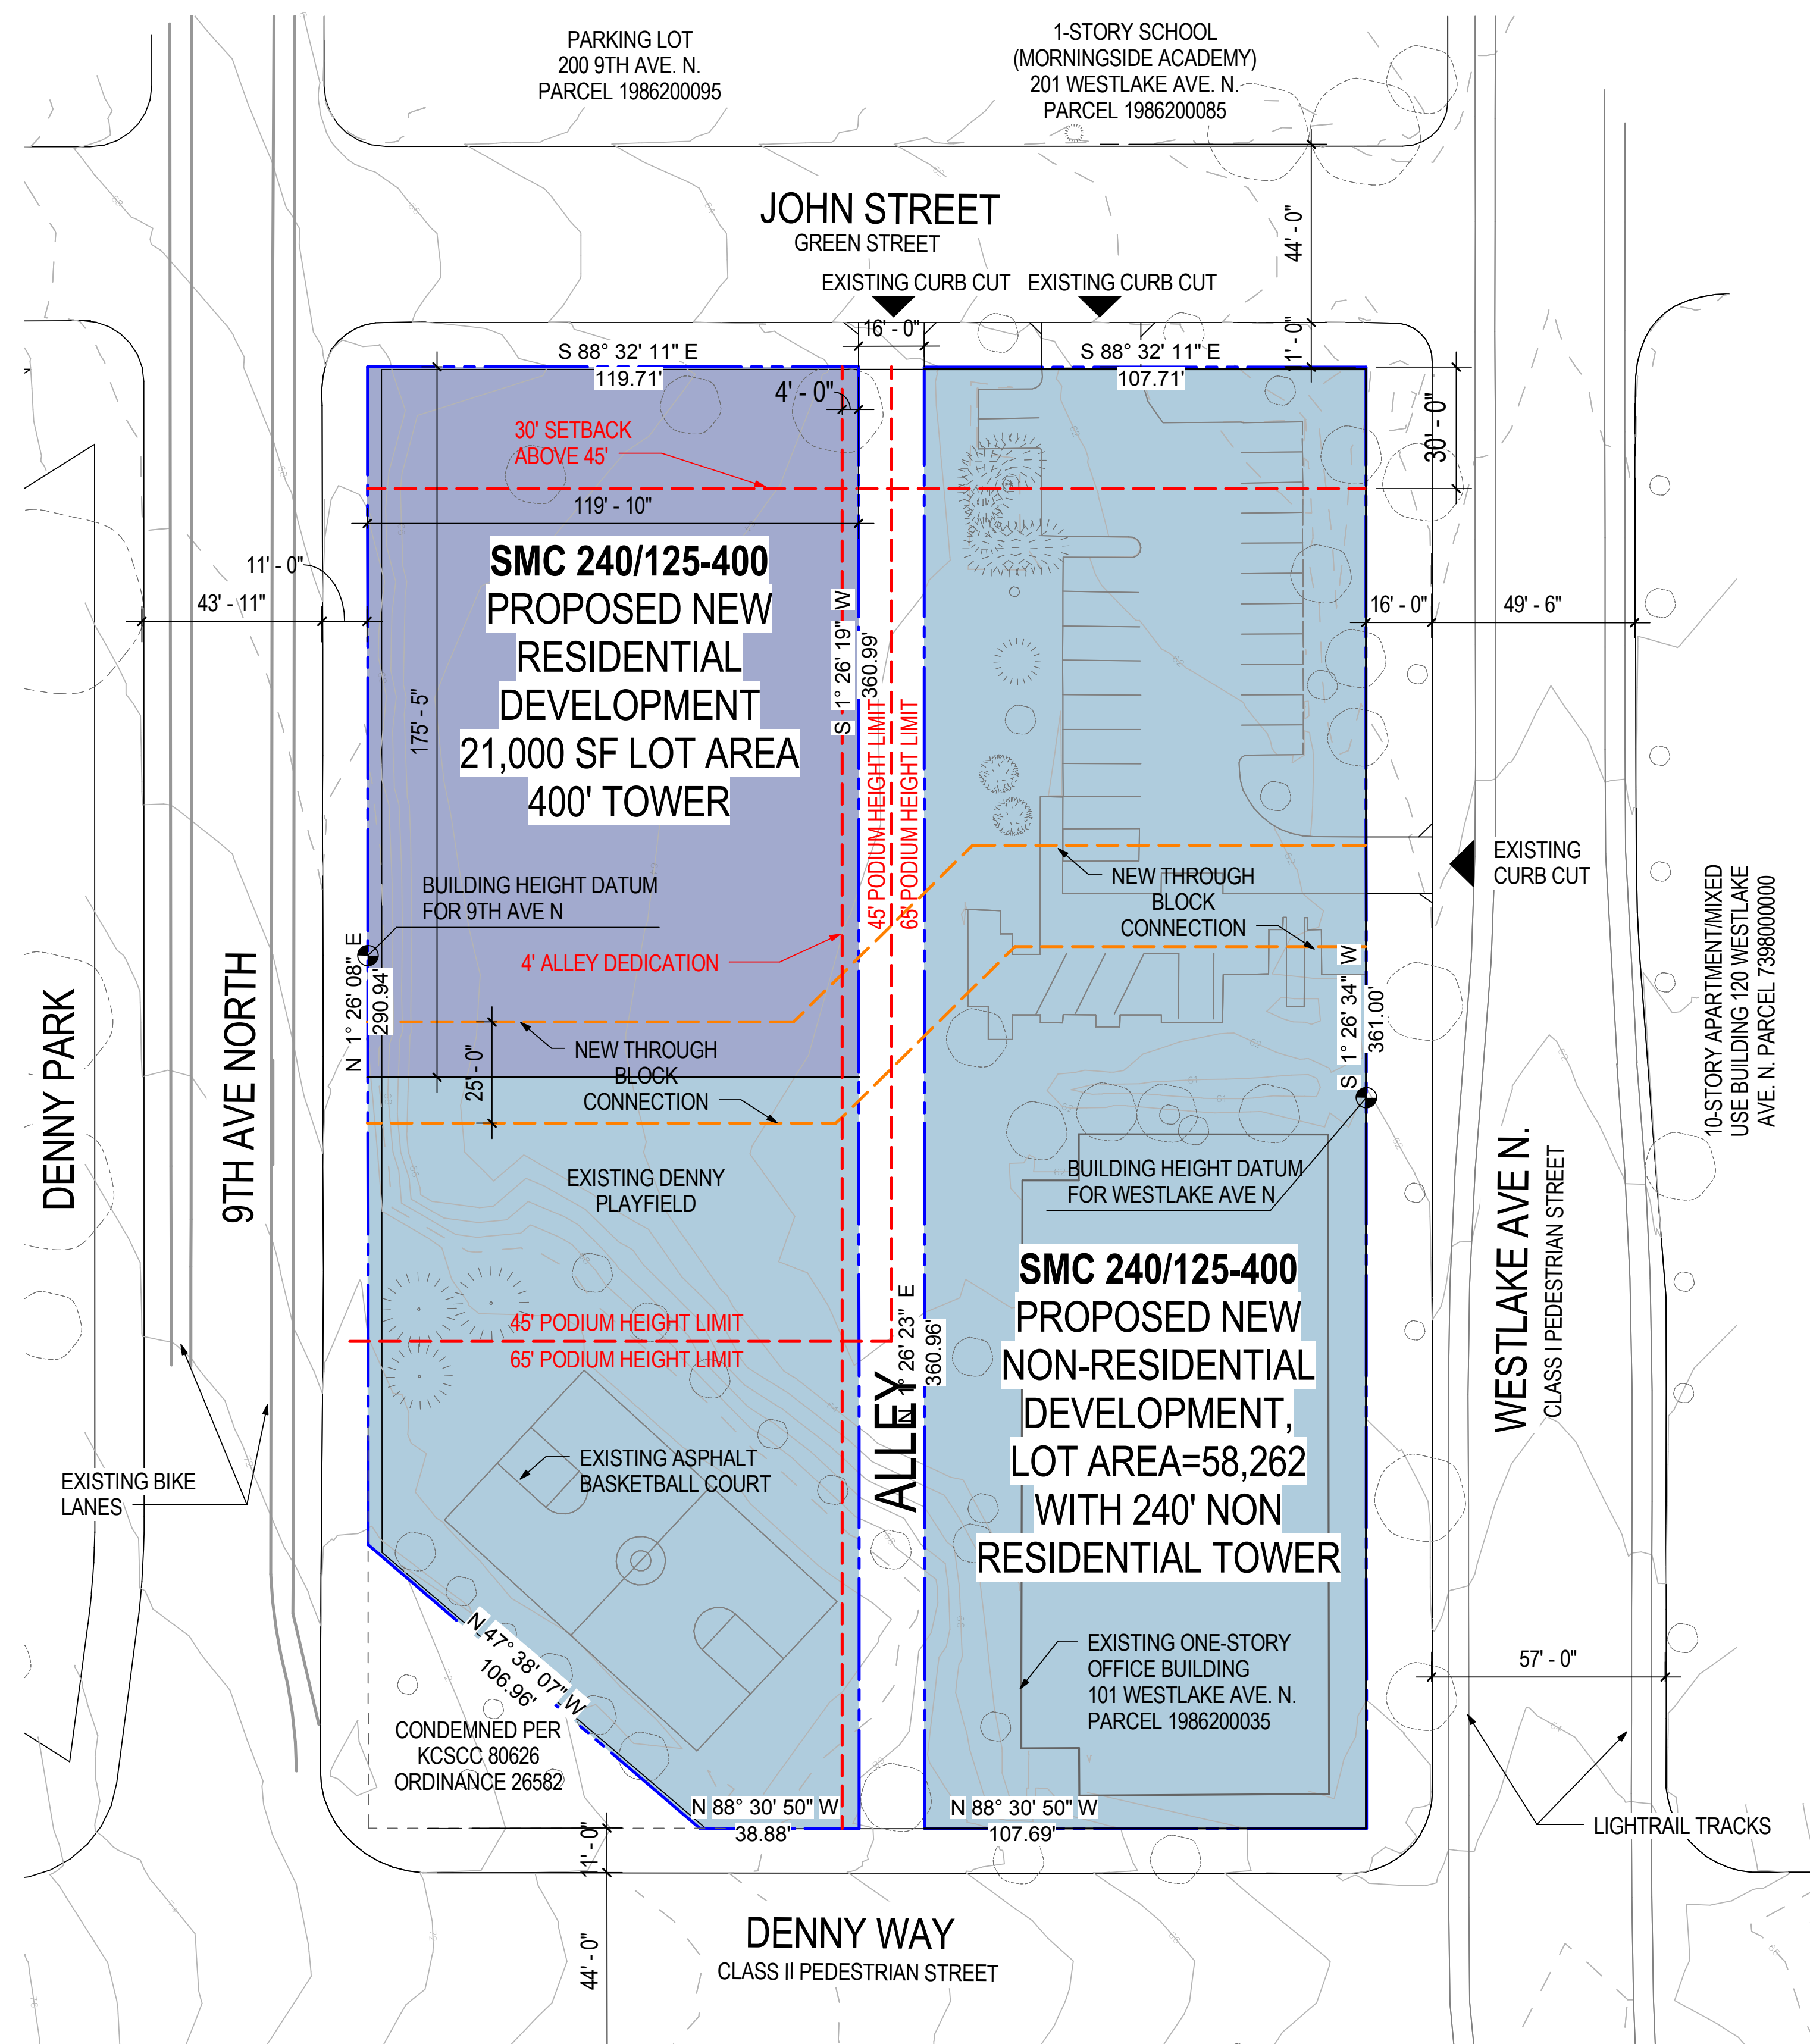 PARKING LOT
200 9TH AVE. N.
PARCEL 1986200095
1-STORY SCHOOL
(MORNINGSIDE ACADEMY)
201 WESTLAKE AVE. N.
PARCEL 1986200085
JOHN STREET
GREEN STREET
44' - 0"
EXISTING CURB CUT
EXISTING CURB CUT
16' - 0"
1' - 0"
S 88° 32' 11" E
119.71'
S 88° 32' 11" E
107.71'
4' - 0"
30' - 0"
30' SETBACK
ABOVE 45'
119' - 10"
SMC 240/125-400
PROPOSED NEW
RESIDENTIAL
DEVELOPMENT
21,000 SF LOT AREA
400' TOWER
11' - 0"
43' - 11"
175' - 5"
S 1° 26' 19" W
360.99'
45' PODIUM HEIGHT LIMIT
65' PODIUM HEIGHT LIMIT
16' - 0"
49' - 6"
EXISTING
CURB CUT
NEW THROUGH
BLOCK
CONNECTION
BUILDING HEIGHT DATUM
FOR 9TH AVE N
4' ALLEY DEDICATION
N 1° 26' 08" E
290.94'
S 1° 26' 34" W
361.00'
10-STORY APARTMENT/MIXED
USE BUILDING 120 WESTLAKE
AVE. N. PARCEL 7398000000
DENNY PARK
9TH AVE NORTH
25' - 0"
NEW THROUGH
BLOCK
CONNECTION
EXISTING DENNY
PLAYFIELD
BUILDING HEIGHT DATUM
FOR WESTLAKE AVE N
WESTLAKE AVE N.
CLASS I PEDESTRIAN STREET
SMC 240/125-400
PROPOSED NEW
NON-RESIDENTIAL
DEVELOPMENT,
LOT AREA=58,262
WITH 240' NON
RESIDENTIAL TOWER
45' PODIUM HEIGHT LIMIT
65' PODIUM HEIGHT LIMIT
N 1° 26' 23" E
360.96'
ALLEY
EXISTING ASPHALT
BASKETBALL COURT
EXISTING BIKE
LANES
N 47° 38' 07" W
106.96'
EXISTING ONE-STORY
OFFICE BUILDING
101 WESTLAKE AVE. N.
PARCEL 1986200035
57' - 0"
CONDEMNED PER
KCSCC 80626
ORDINANCE 26582
N 88° 30' 50" W
38.88'
N 88° 30' 50" W
107.69'
LIGHTRAIL TRACKS
1' - 0"
DENNY WAY
CLASS II PEDESTRIAN STREET
44' - 0"